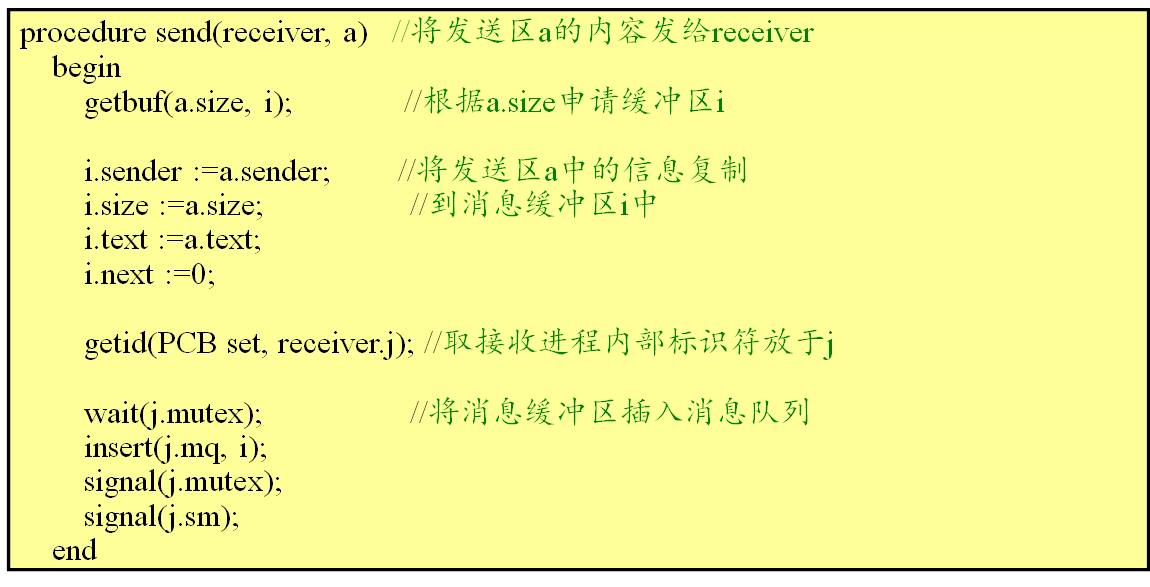 procedure send(receiver, a) //将发送区a的内容发给receiver
begin
getbuf(a.size, i); //根据a.size申请缓冲区i
i.sender :=a.sender; //将发送区a中的信息复制
i.size :=a.size; //到消息缓冲区i中
i.text :=a.text;
i.next :=0;
getid(PCB set, receiver.j); //取接收进程内部标识符放于j
wait(j.mutex); //将消息缓冲区插入消息队列
insert(j.mq, i);
signal(j.mutex);
signal(j.sm);
end